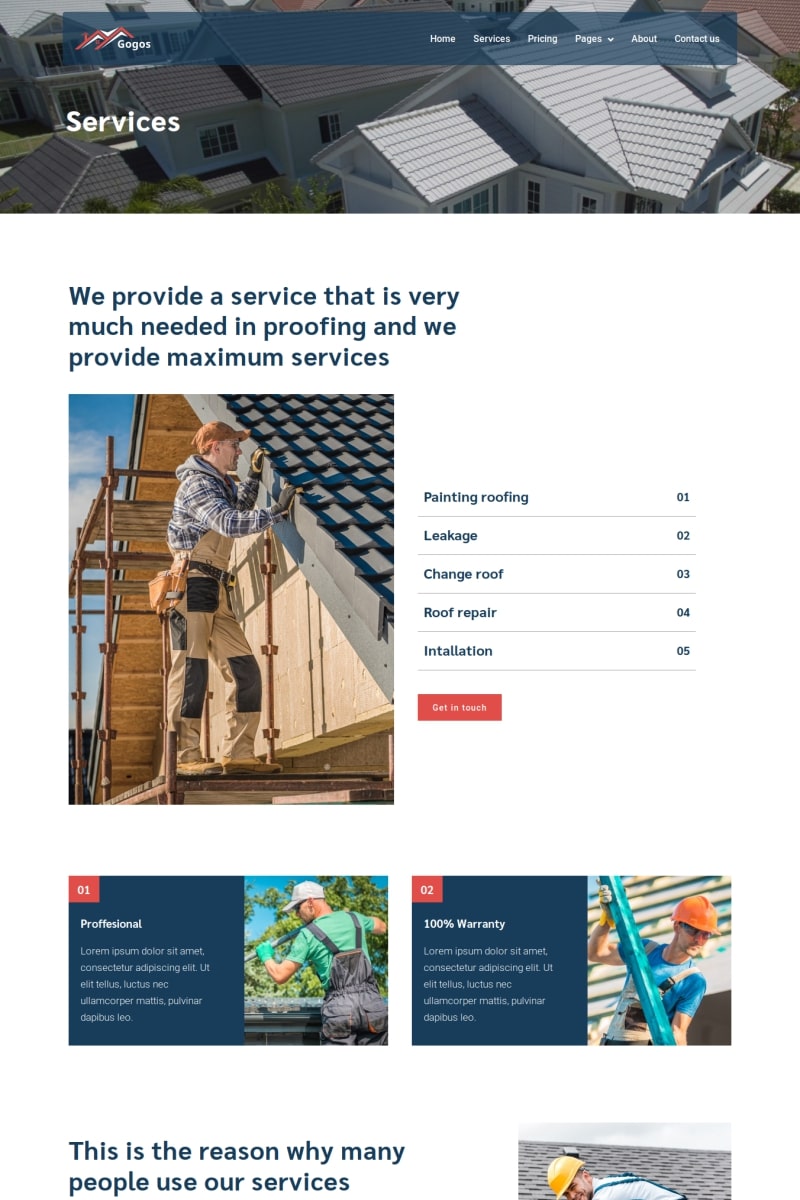 Gogos
Home Services Pricing Pages About Contact us
Services
We provide a service that is very
much needed in proofing and we
provide maximum services
Painting roofing 01
Leakage 02
Change roof 03
Roof repair 04
Intallation 05
Get in touch
01
Proffesional
Lorem ipsum dolor sit amet,
consectetur adipiscing elit. Ut
elit tellus, luctus nec
ullamcorper mattis, pulvinar
dapibus leo.
02
100% Warranty
Lorem ipsum dolor sit amet,
consectetur adipiscing elit. Ut
elit tellus, luctus nec
ullamcorper mattis, pulvinar
dapibus leo.
This is the reason why many
people use our services